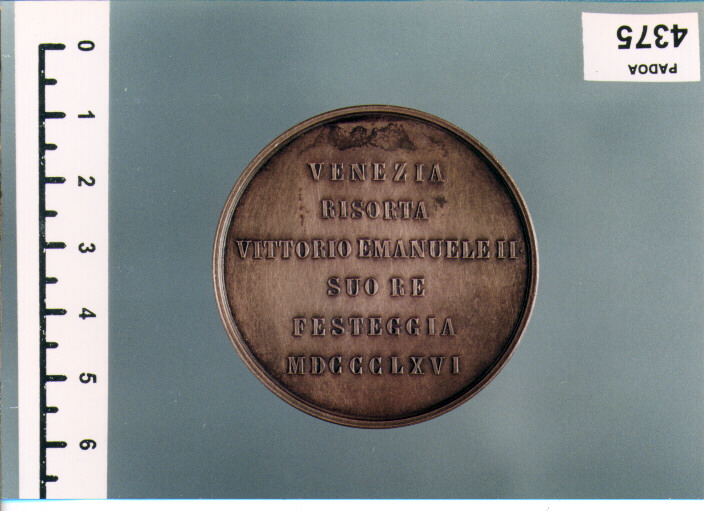 VENEZIA
RISORTA
VITTORIO EMANUELE II
SUO RE
FESTEGGIA
MDCCCLXVI
PADOA
4375
0
1
2
3
4
5
6